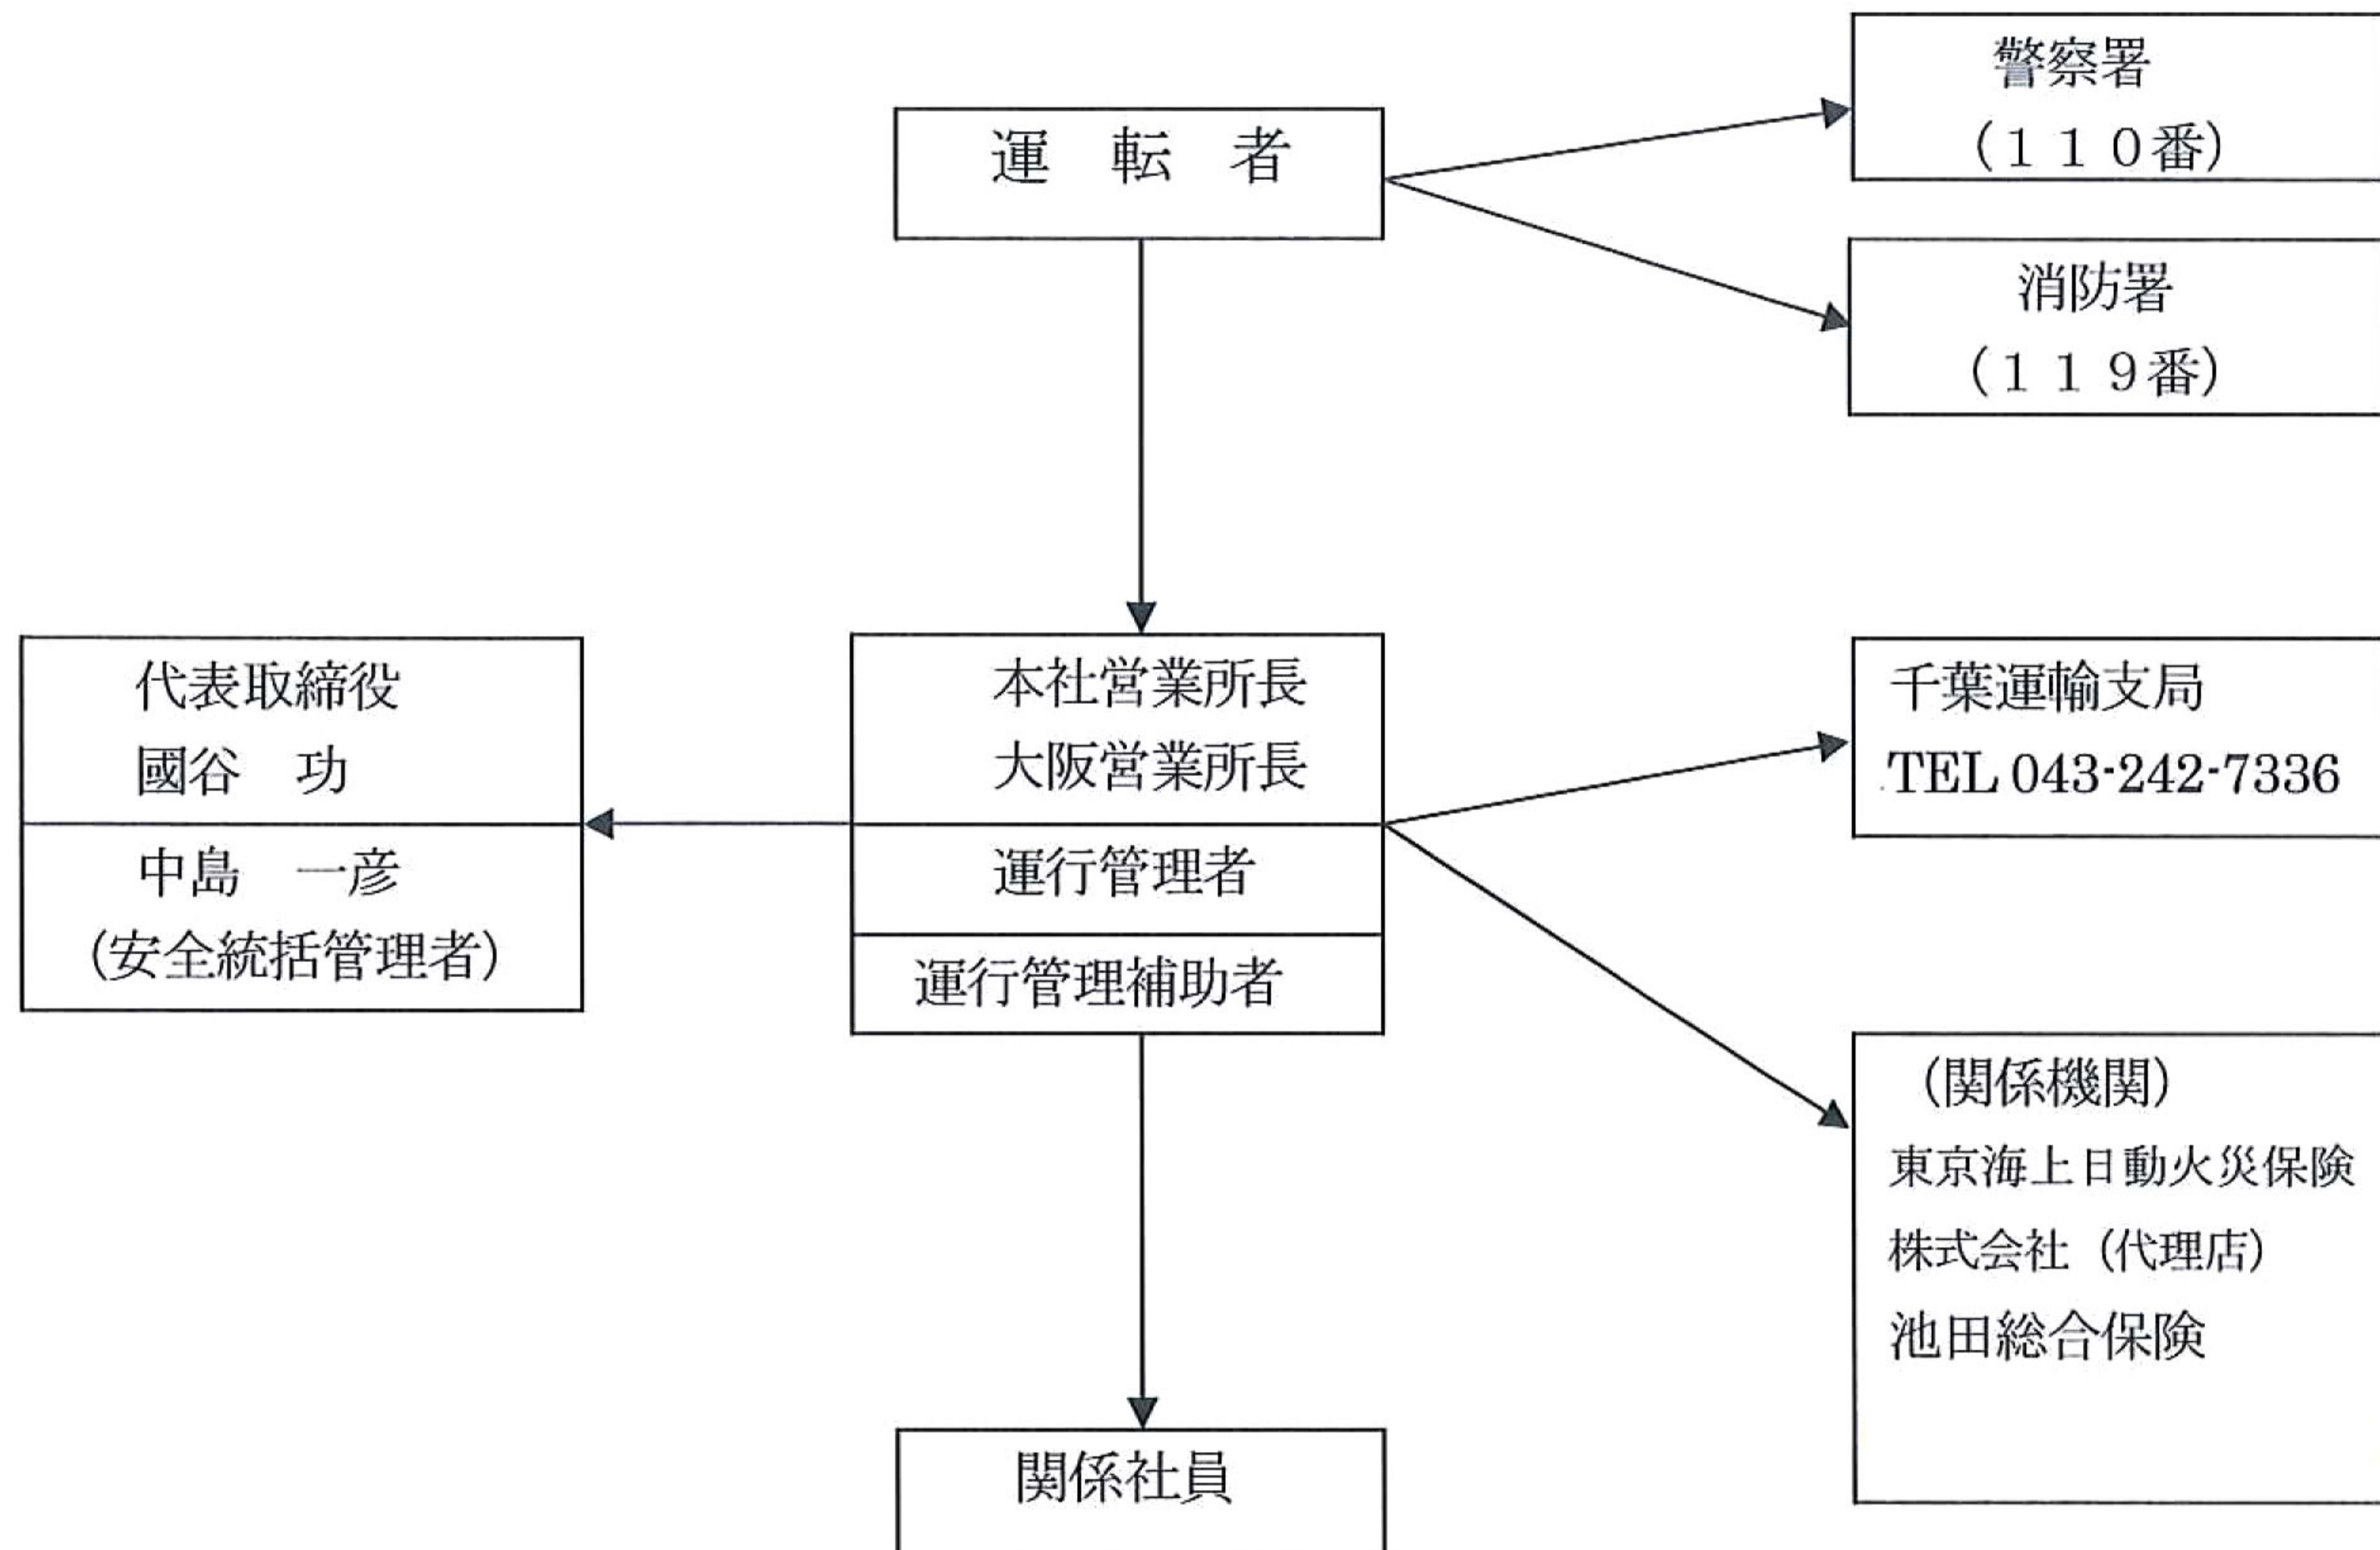 警察署
（１１０番）
運　転　者
消防署
（１１９番）
代表取締役
國谷　功
中島　一彦
（安全統括管理者）
本社営業所長
大阪営業所長
運行管理者
運行管理補助者
千葉運輸支局
TEL 043-242-7336
（関係機関）
東京海上日動火災保険
株式会社（代理店）
池田総合保険
関係社員